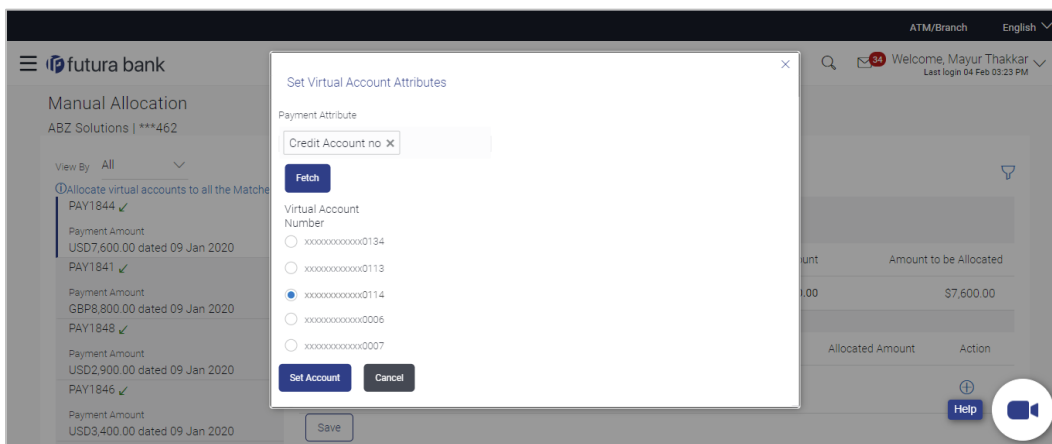 ATM/Branch English
futura bank
34 Welcome, Mayur Thakkar
Last login 04 Feb 03:23 PM
Manual Allocation
ABZ Solutions | ***462
View By All
Allocate virtual accounts to all the Matche
PAY1844
Payment Amount
USD7,600.00 dated 09 Jan 2020
PAY1841
Payment Amount
GBP8,800.00 dated 09 Jan 2020
PAY1848
Payment Amount
USD2,900.00 dated 09 Jan 2020
PAY1846
Payment Amount
USD3,400.00 dated 09 Jan 2020
Set Virtual Account Attributes
Payment Attribute
Credit Account no
Fetch
Virtual Account
Number
xxxxxxxxxxxx0134
xxxxxxxxxxxx0113
xxxxxxxxxxxx0114
xxxxxxxxxxxx0006
xxxxxxxxxxxx0007
Set Account Cancel
Amount to be Allocated
$7,600.00
Allocated Amount Action
Help
Save